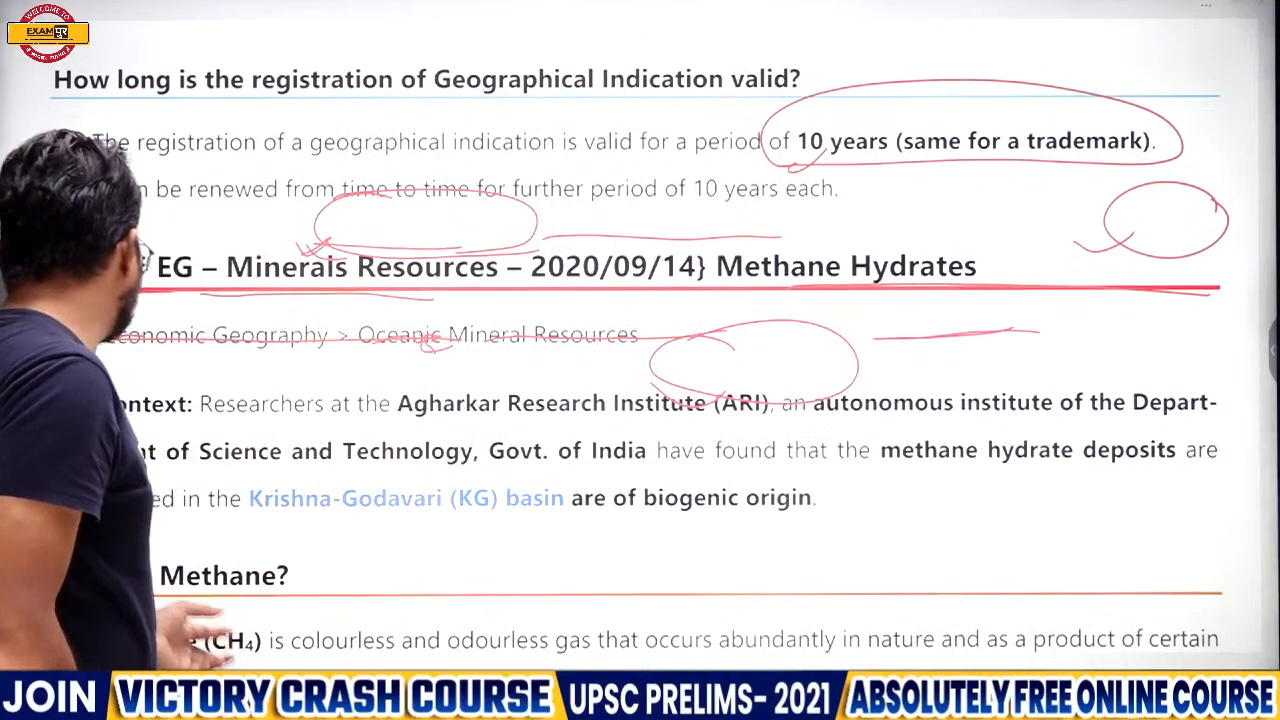 WELCOME TO
EXAM पुर
How long is the registration of Geographical Indication valid?
The registration of a geographical indication is valid for a period of 10 years (same for a trademark).
be renewed from time to time for further period of 10 years each.
EG – Minerals Resources – 2020/09/14} Methane Hydrates
Economic Geography > Oceanic Mineral Resources
Context: Researchers at the Agharkar Research Institute (ARI), an autonomous institute of the Depart-
of Science and Technology, Govt. of India have found that the methane hydrate deposits are
in the Krishna-Godavari (KG) basin are of biogenic origin.
Methane?
(CH₄) is colourless and odourless gas that occurs abundantly in nature and as a product of certain
JOIN VICTORY CRASH COURSE UPSC PRELIMS- 2021 ABSOLUTELY FREE ONLINE COURSE